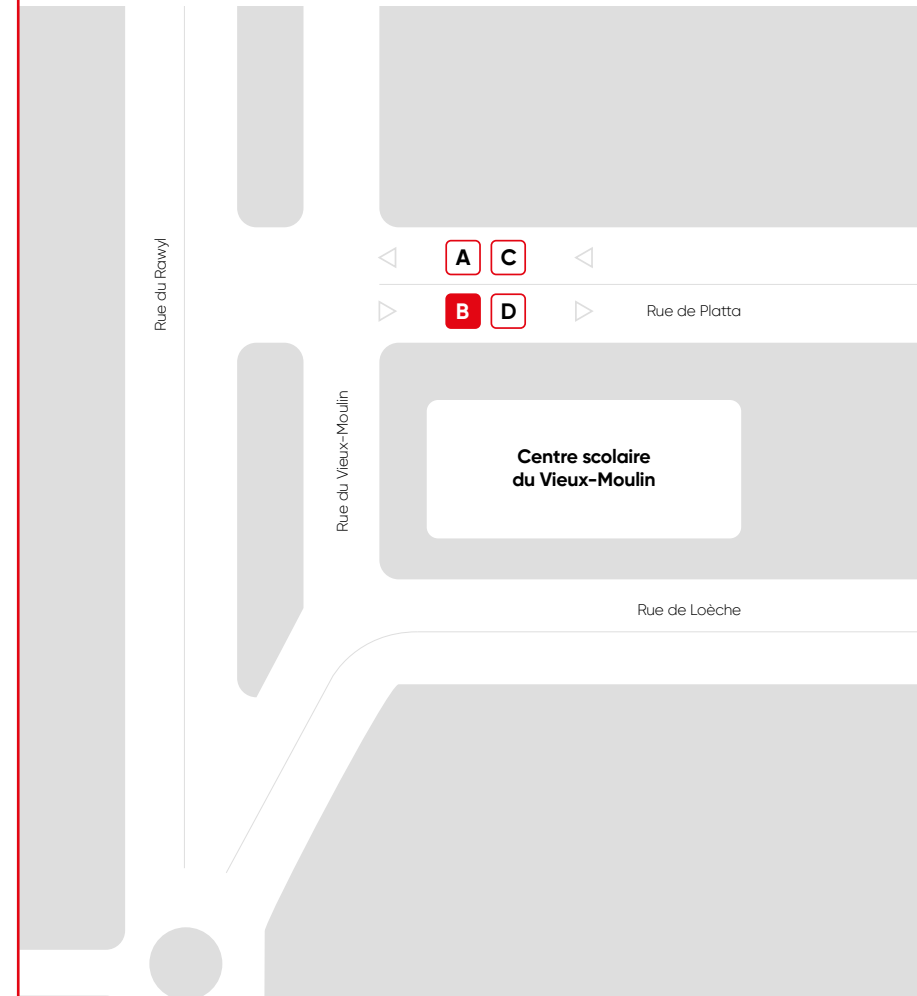 Rue du Rawyl
A C
B D
Rue de Platta
Rue du Vieux-Moulin
Centre scolaire
du Vieux-Moulin
Rue de Loèche